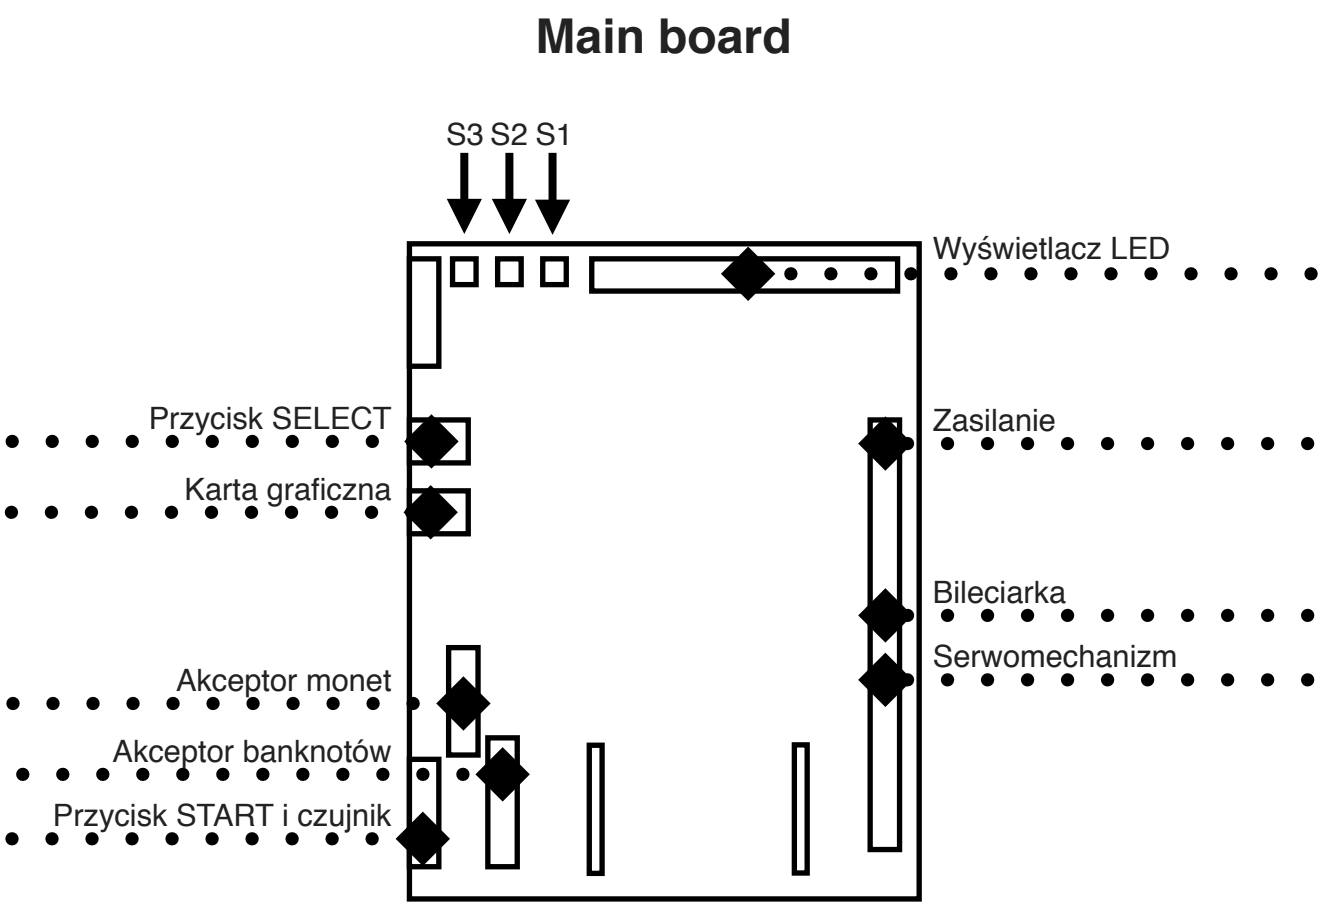 Main board
S3 S2 S1
Wyświetlacz LED
Przycisk SELECT
Zasilanie
Karta graficzna
Bileciarka
Serwomechanizm
Akceptor monet
Akceptor banknotów
Przycisk START i czujnik